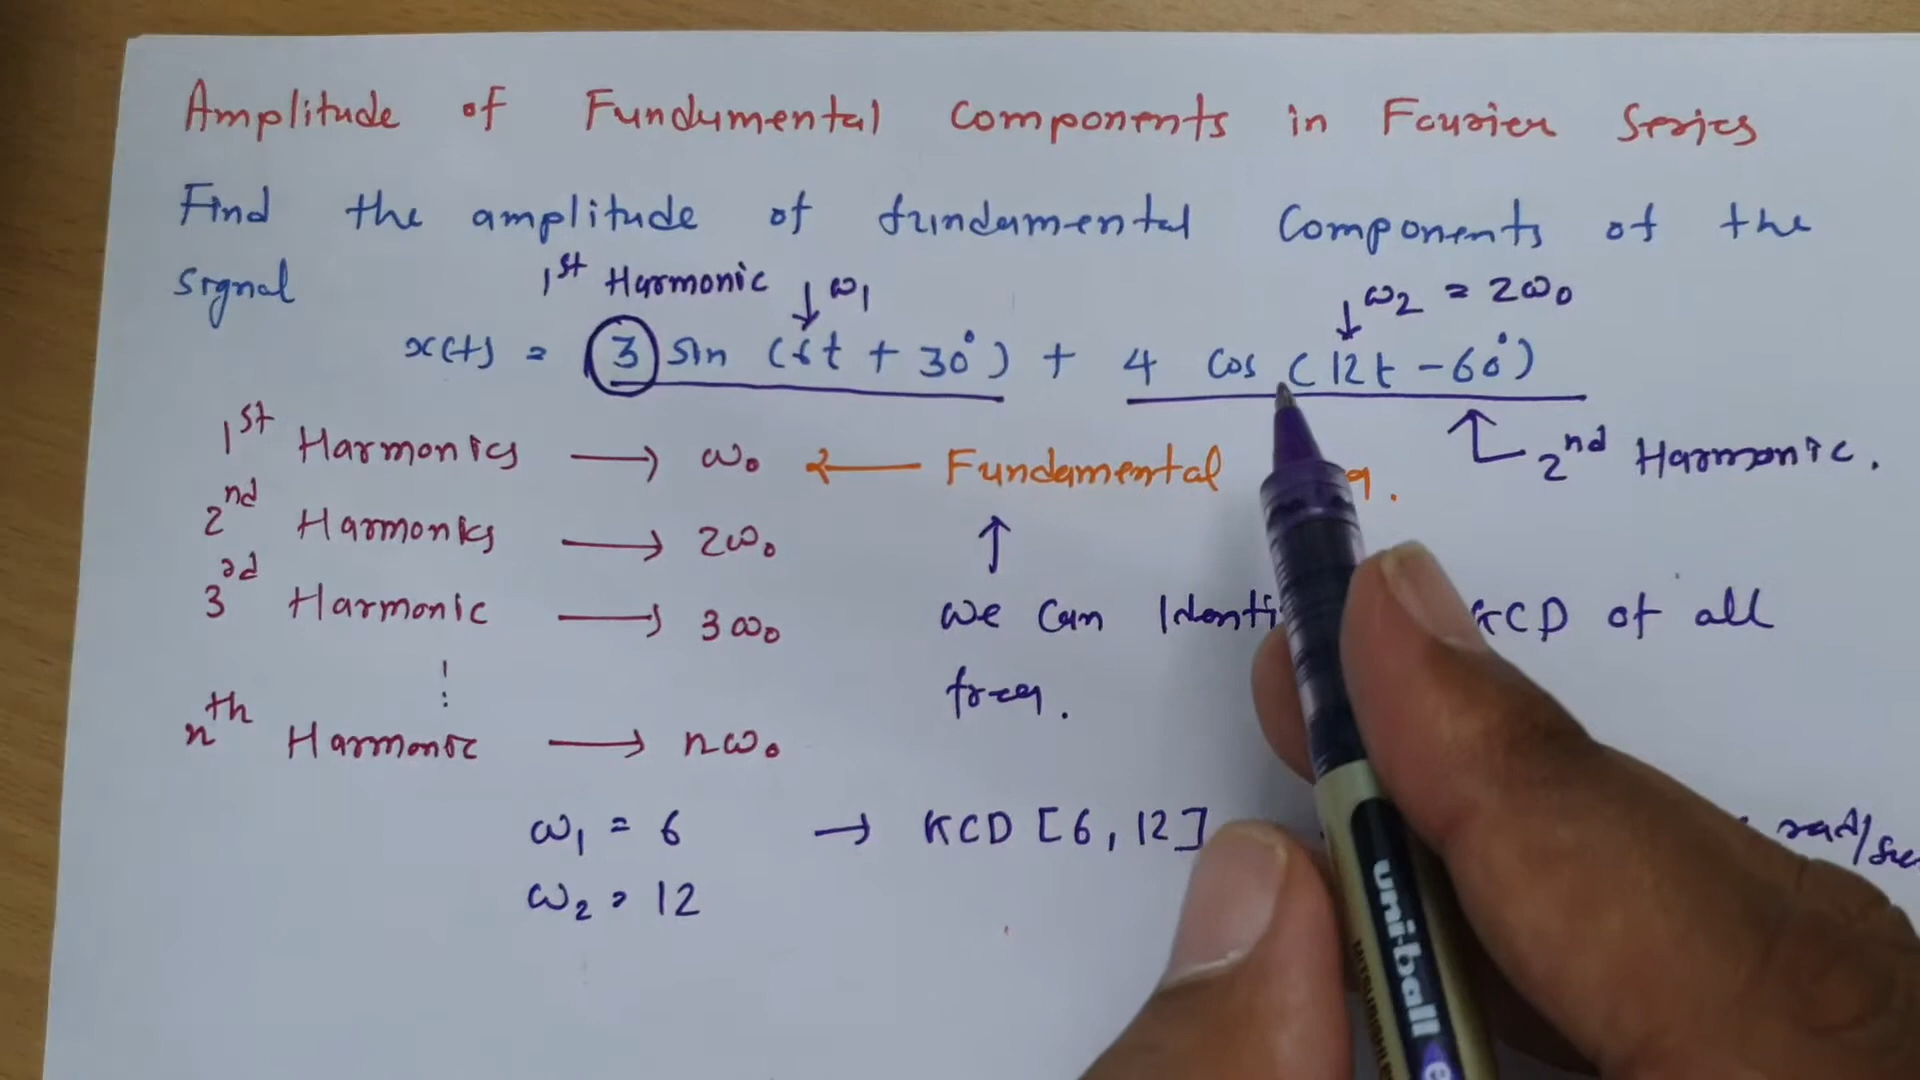 Amplitude of Fundumental Components in Fourier Series
Find the amplitude of fundamental Components of the
signal
1st Harmonic ↓ω1
↓ω2 = 2ω0
x(t) = 3 sin (6t + 30°) + 4 cos (12t - 60°)
1st Harmonics → ω0 ← Fundamental
2nd Harmonic.
2nd Harmonics → 2ω0
↑
3rd Harmonic → 3ω0
We Can of all
freq.
nth Harmonic → nω0
ω1 = 6 → HCD [6, 12] rad/sec
ω2 = 12
uni-ball e